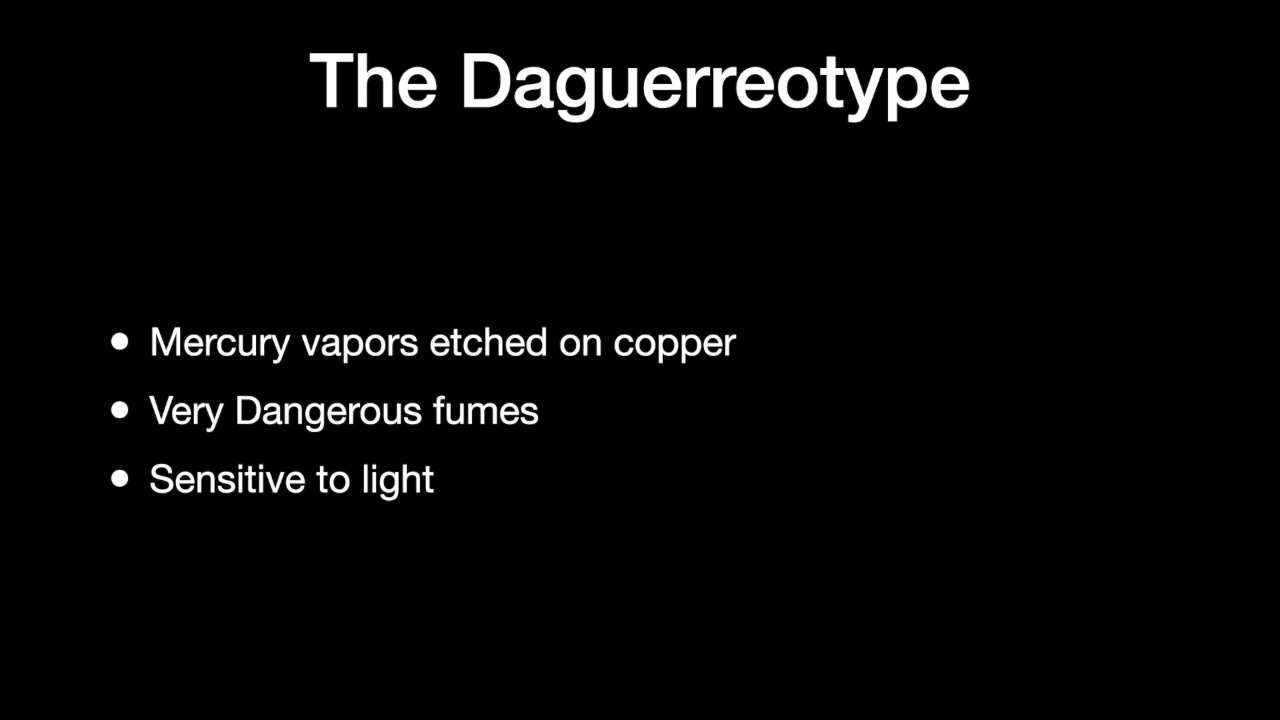 The Daguerreotype
• Mercury vapors etched on copper
• Very Dangerous fumes
• Sensitive to light